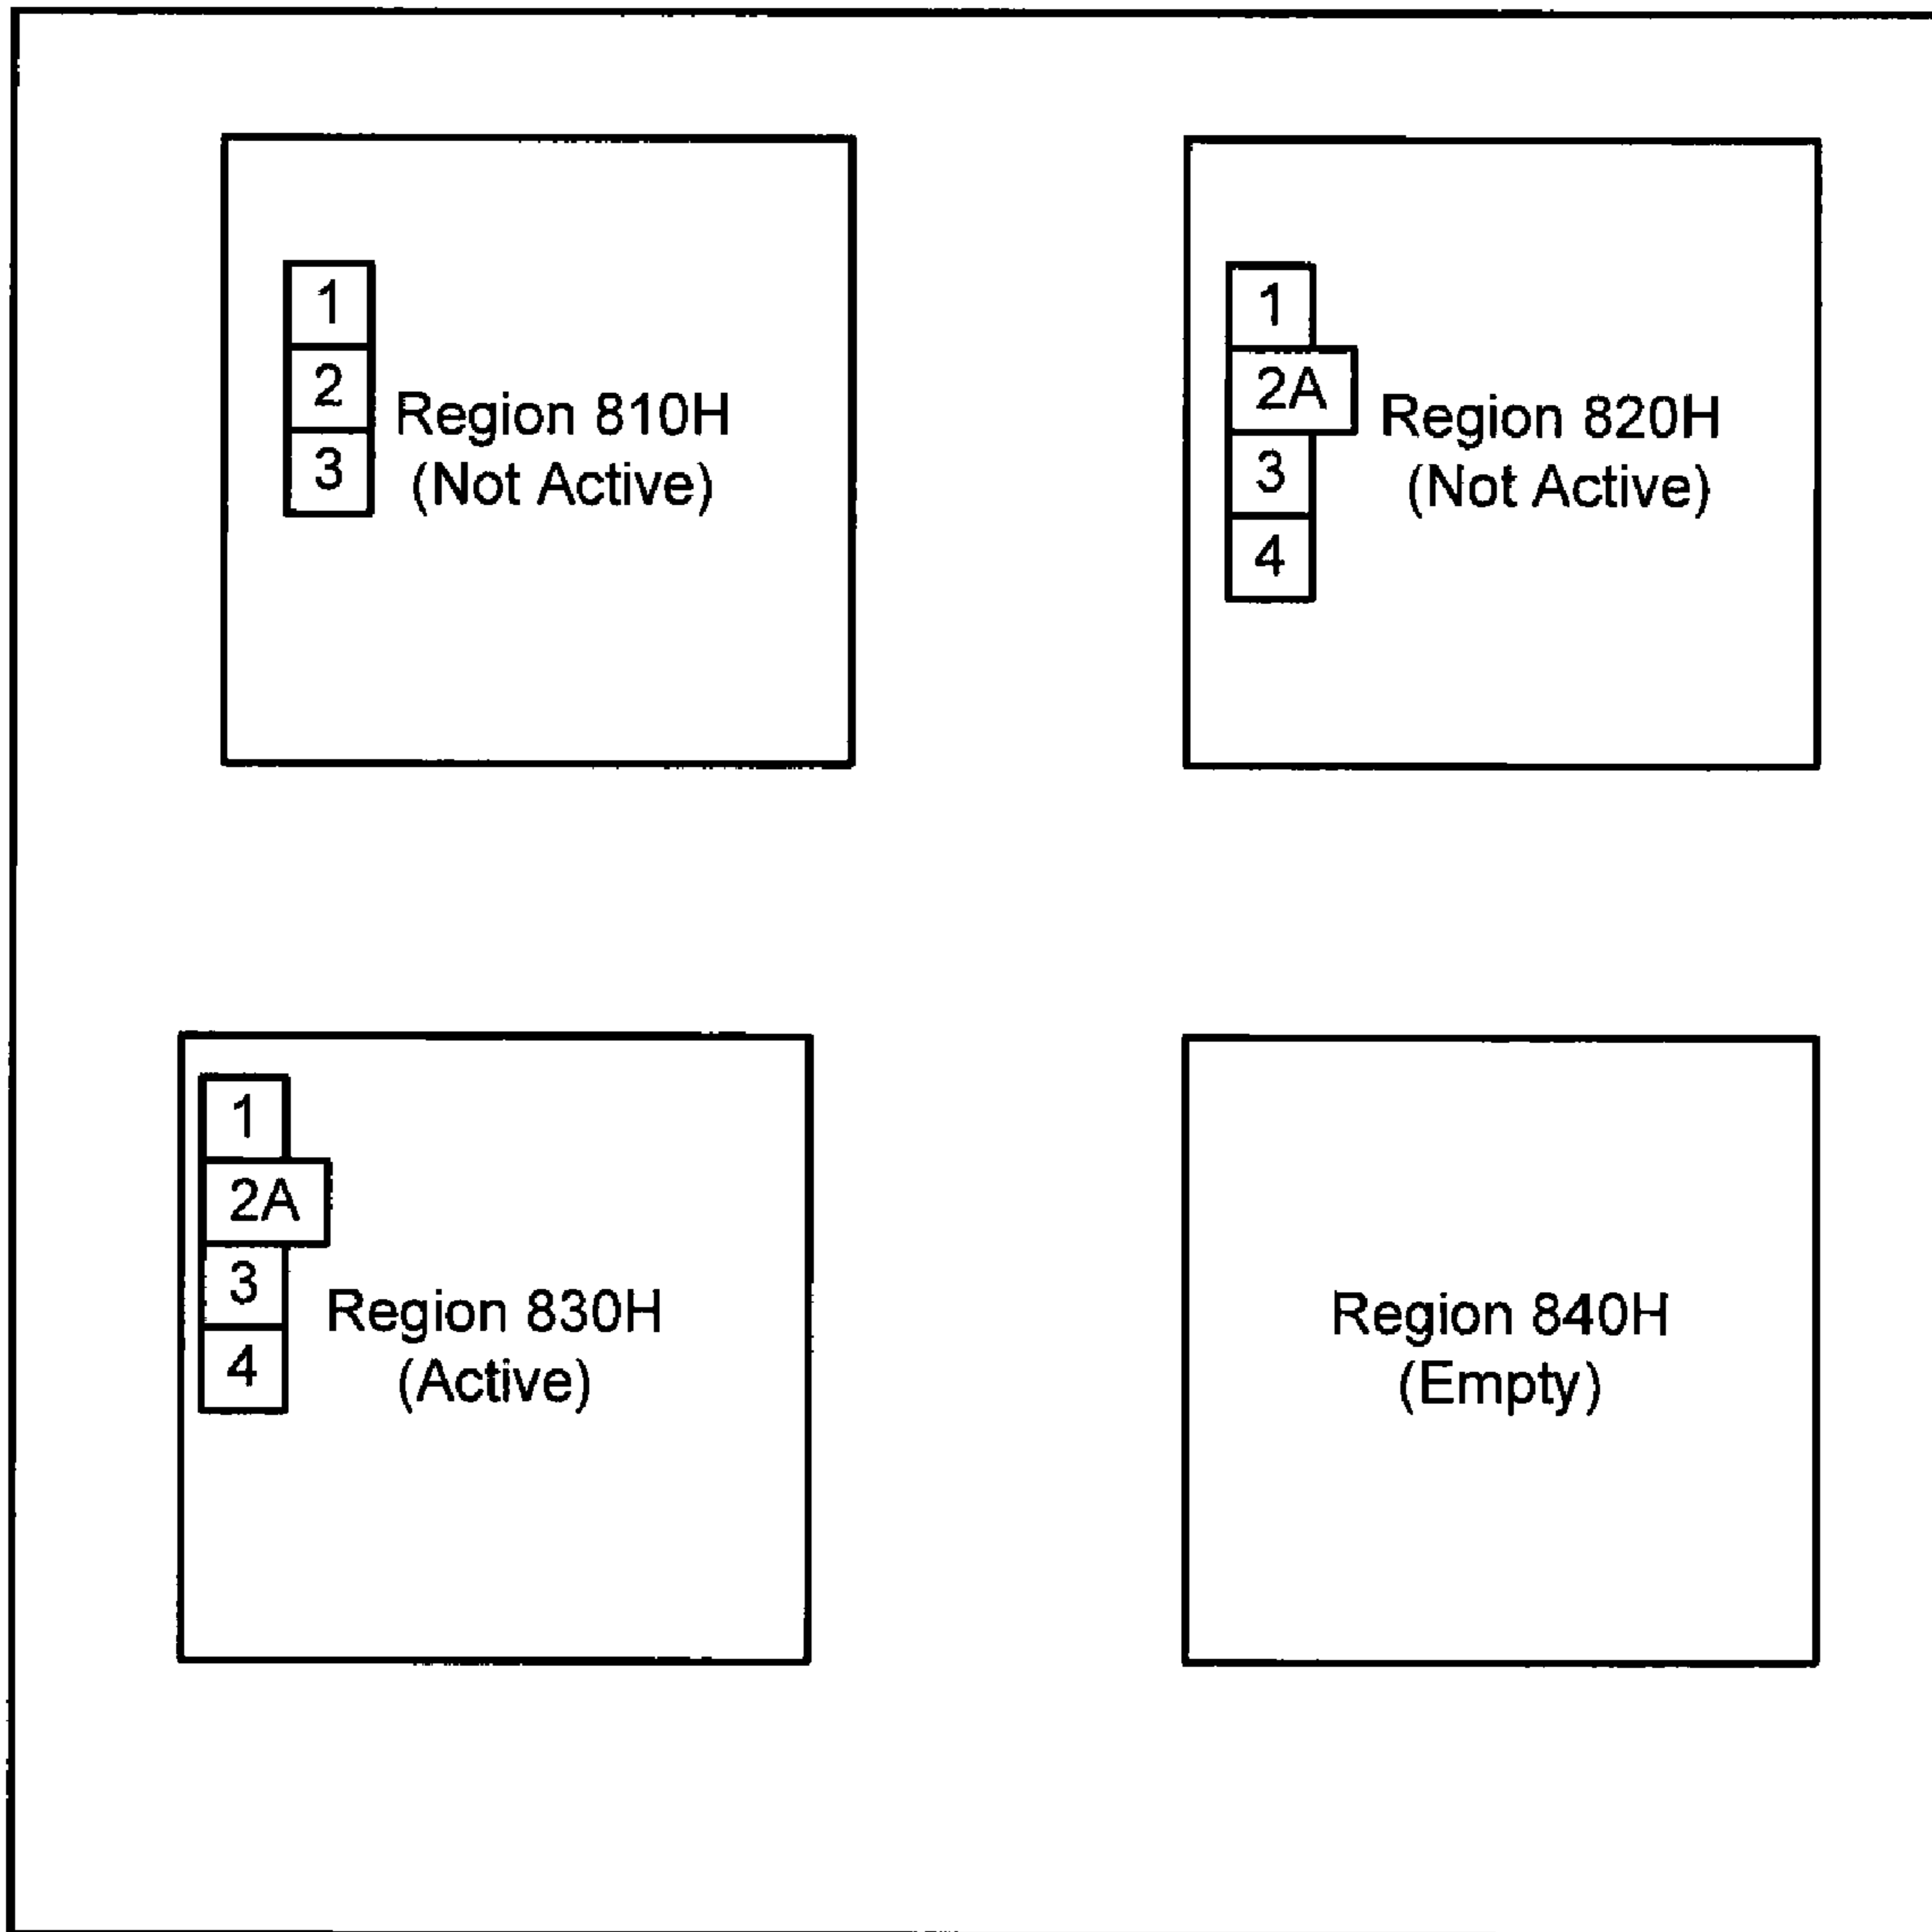 1
2
3
Region 810H
(Not Active)
1
2A
3
4
Region 820H
(Not Active)
1
2A
3
4
Region 830H
(Active)
Region 840H
(Empty)